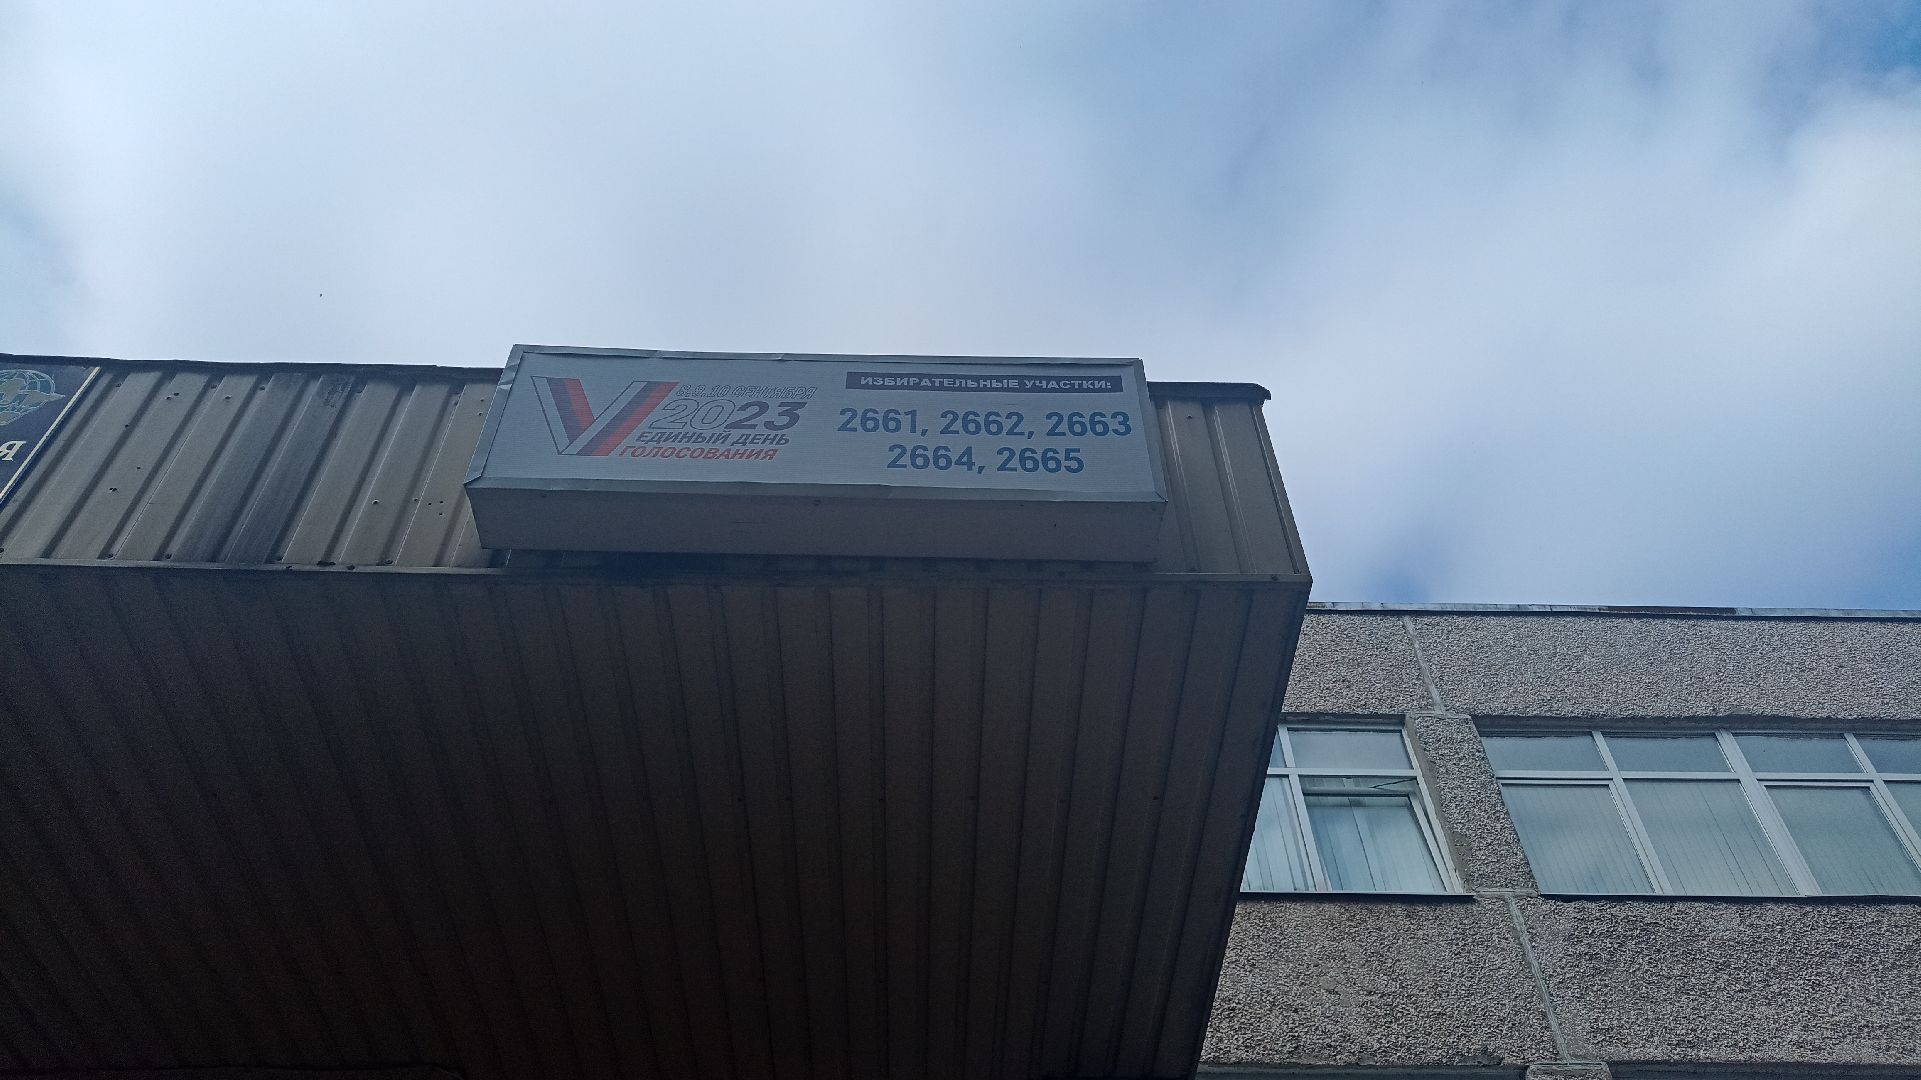 8.9.10 СЕНТЯБРЯ
2023
ЕДИНЫЙ ДЕНЬ
ГОЛОСОВАНИЯ
ИЗБИРАТЕЛЬНЫЕ УЧАСТКИ:
2661, 2662, 2663
2664, 2665